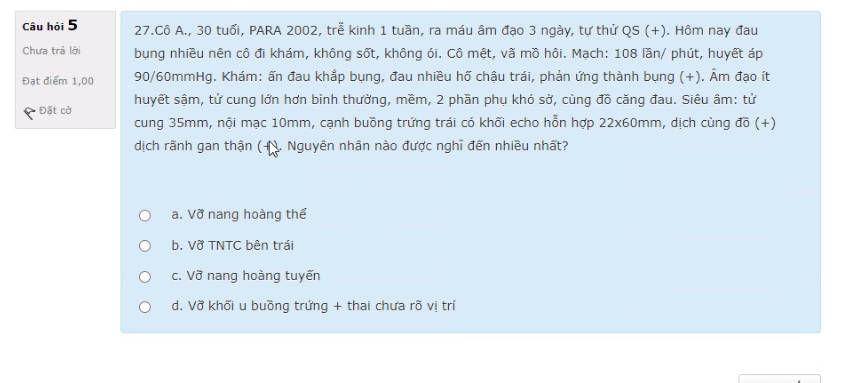 Câu hỏi 5
Chưa trả lời
Đạt điểm 1,00
Đặt cờ
27.Cô A., 30 tuổi, PARA 2002, trễ kinh 1 tuần, ra máu âm đạo 3 ngày, tự thử QS (+). Hôm nay đau
bụng nhiều nên cô đi khám, không sốt, không ói. Cô mệt, vã mồ hôi. Mạch: 108 lần/ phút, huyết áp
90/60mmHg. Khám: ấn đau khắp bụng, đau nhiều hố chậu trái, phản ứng thành bụng (+). Âm đạo ít
huyết sậm, tử cung lớn hơn bình thường, mềm, 2 phần phụ khó sờ, cùng đồ căng đau. Siêu âm: tử
cung 35mm, nội mạc 10mm, cạnh buồng trứng trái có khối echo hỗn hợp 22x60mm, dịch cùng đồ (+)
dịch rãnh gan thận (+). Nguyên nhân nào được nghĩ đến nhiều nhất?
a. Vỡ nang hoàng thể
b. Vỡ TNTC bên trái
c. Vỡ nang hoàng tuyến
d. Vỡ khối u buồng trứng + thai chưa rõ vị trí